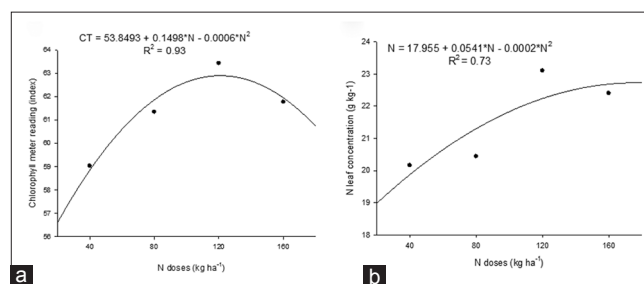 CT = 53.8493 + 0.1498*N - 0.0006*N²
R² = 0.93
Chlorophyll meter reading (index)
64
63
62
61
60
59
58
57
56
40 80 120 160
N doses (kg ha⁻¹)
a
N = 17.955 + 0.0541*N - 0.0002*N²
R² = 0.73
N leaf concentration (g kg-1)
24
23
22
21
20
19
18
40 80 120 160
N doses (kg ha⁻¹)
b